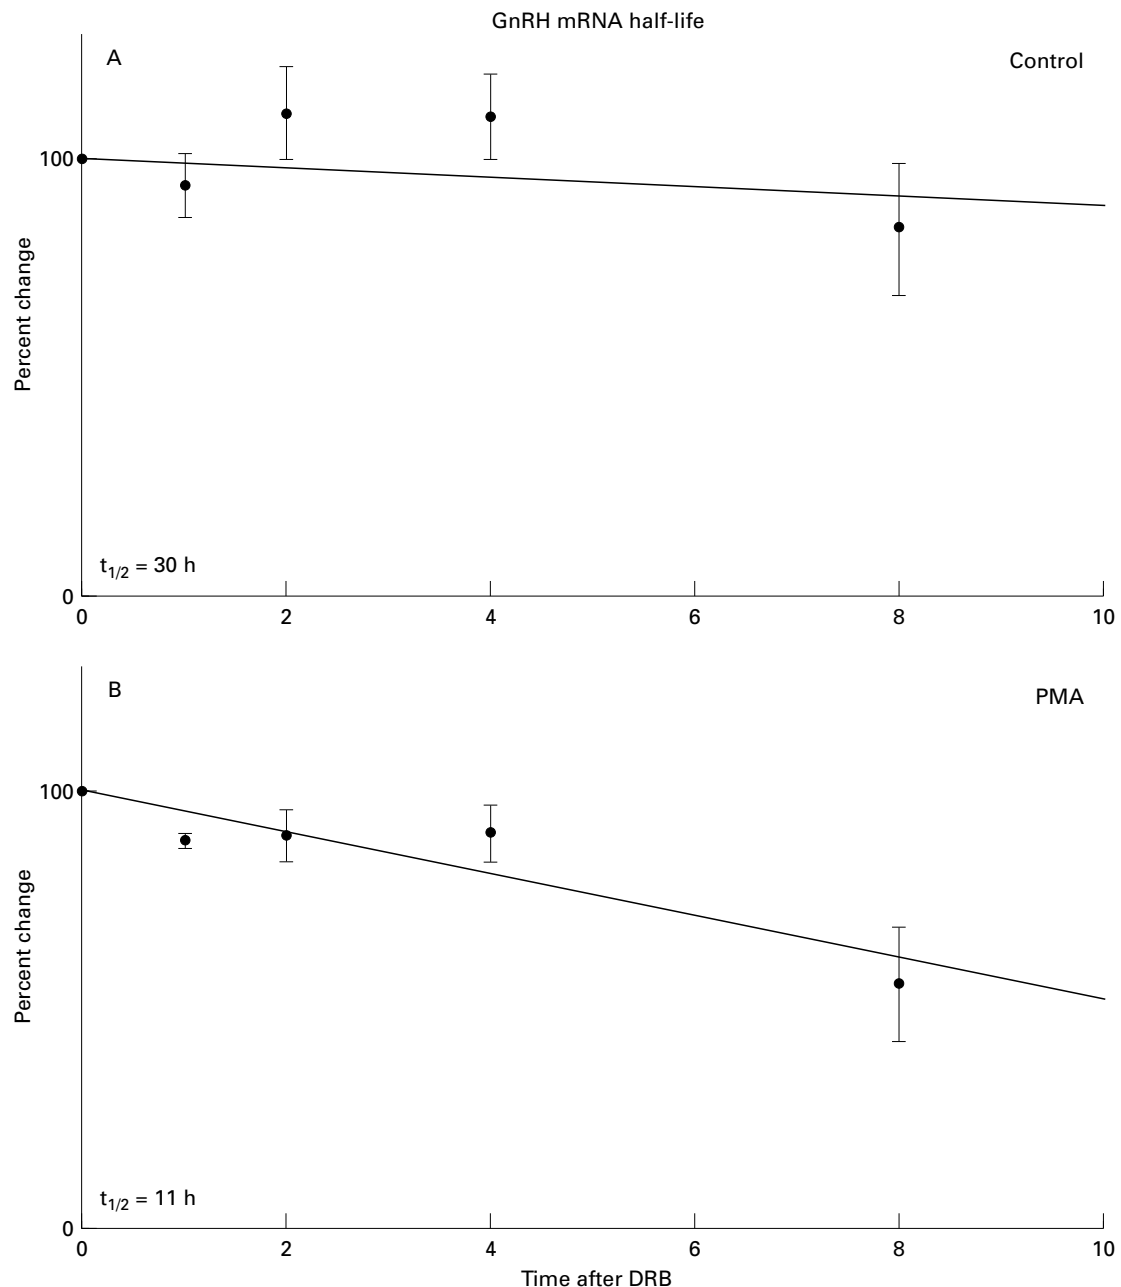 GnRH mRNA half-life
A
Control
100
Percent change
t1/2 = 30 h
0
0 2 4 6 8 10
B
PMA
100
Percent change
t1/2 = 11 h
0
0 2 4 6 8 10
Time after DRB